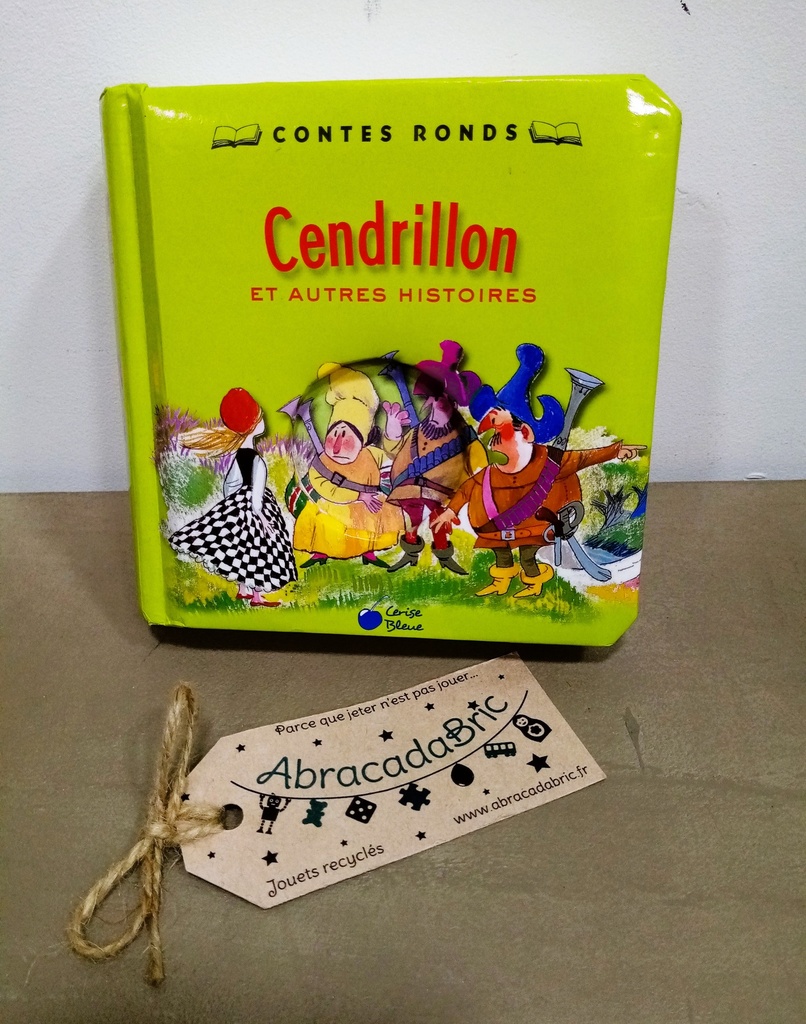 CONTES RONDS
Cendrillon
ET AUTRES HISTOIRES
Cerise
Bleue
Parce que jeter n'est pas jouer...
AbracadaBric
www.abracadabric.fr
Jouets recyclés